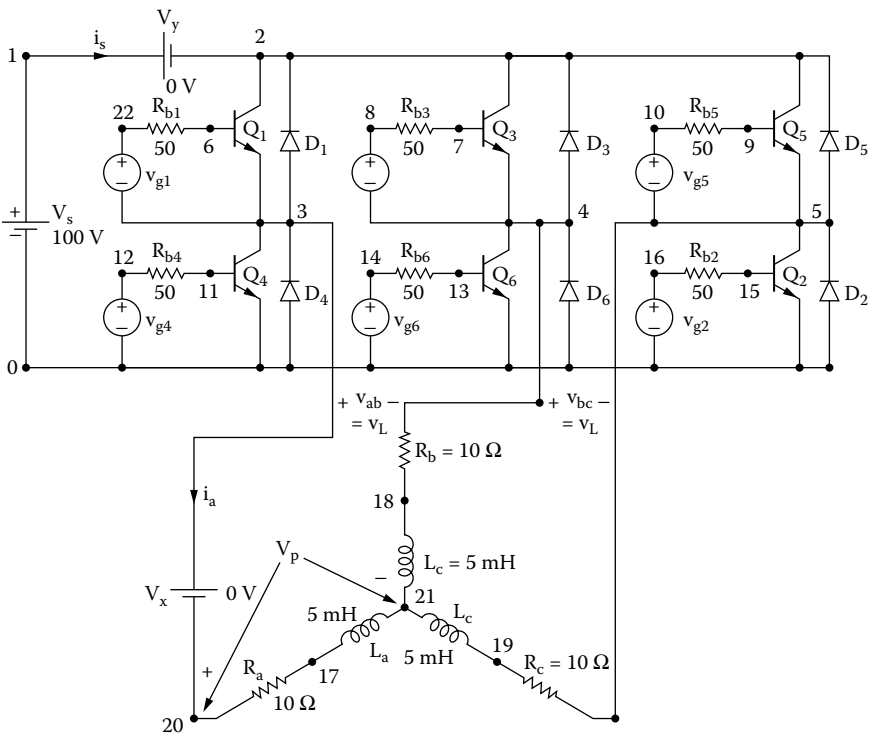 V_y
i_s
1
2
0 V
22
R_b1
50
6
Q_1
D_1
v_g1
8
R_b3
50
7
Q_3
D_3
10
R_b5
50
9
Q_5
D_5
v_g5
+
−
V_s
100 V
3
4
5
12
R_b4
50
11
Q_4
D_4
v_g4
14
R_b6
50
13
Q_6
D_6
v_g6
16
R_b2
50
15
Q_2
D_2
v_g2
0
+ v_ab −
= v_L
+ v_bc −
= v_L
R_b = 10 Ω
18
i_a
V_p
−
L_c = 5 mH
V_x
0 V
21
5 mH
L_c
L_a
5 mH
19
+
R_a
17
10 Ω
R_c = 10 Ω
20